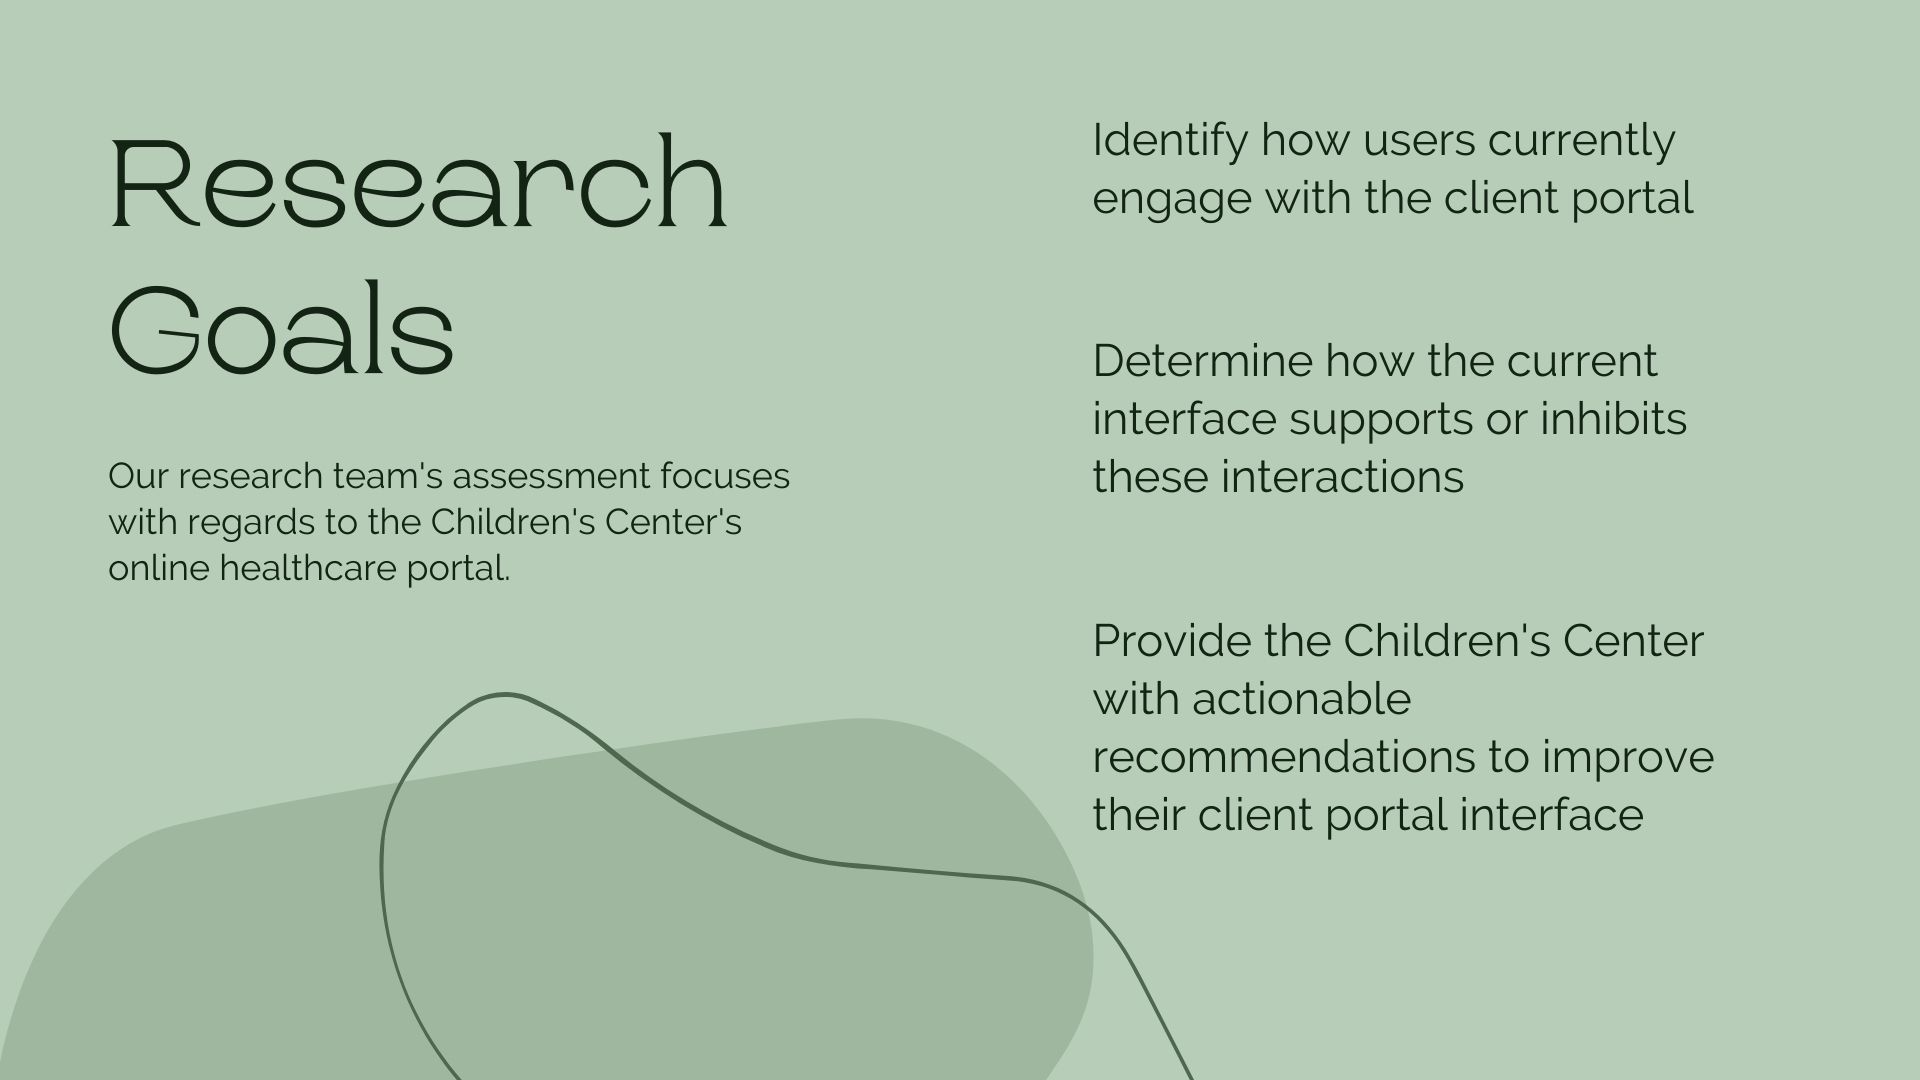 Research
Goals
Our research team's assessment focuses
with regards to the Children's Center's
online healthcare portal.
Identify how users currently
engage with the client portal
Determine how the current
interface supports or inhibits
these interactions
Provide the Children's Center
with actionable
recommendations to improve
their client portal interface